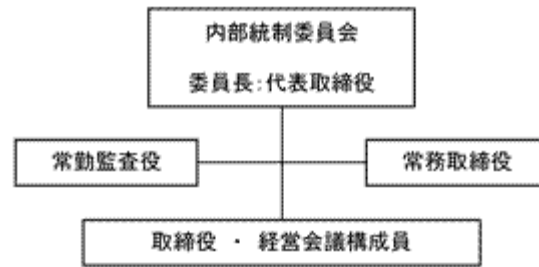 内部統制委員会
委員長:代表取締役
常勤監査役
常務取締役
取締役 ・ 経営会議構成員